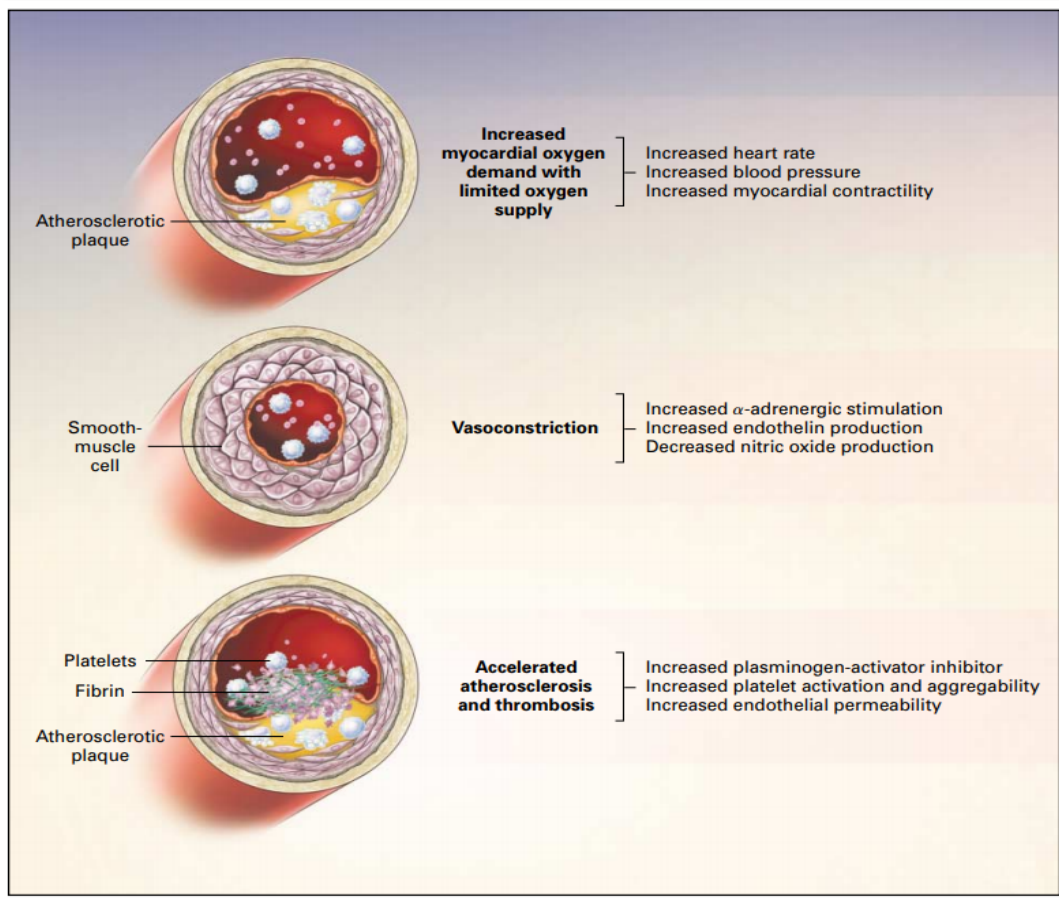 Increased
myocardial oxygen
demand with
limited oxygen
supply
Increased heart rate
Increased blood pressure
Increased myocardial contractility
Atherosclerotic
plaque
Smooth-
muscle
cell
Vasoconstriction
Increased α-adrenergic stimulation
Increased endothelin production
Decreased nitric oxide production
Platelets
Fibrin
Atherosclerotic
plaque
Accelerated
atherosclerosis
and thrombosis
Increased plasminogen-activator inhibitor
Increased platelet activation and aggregability
Increased endothelial permeability